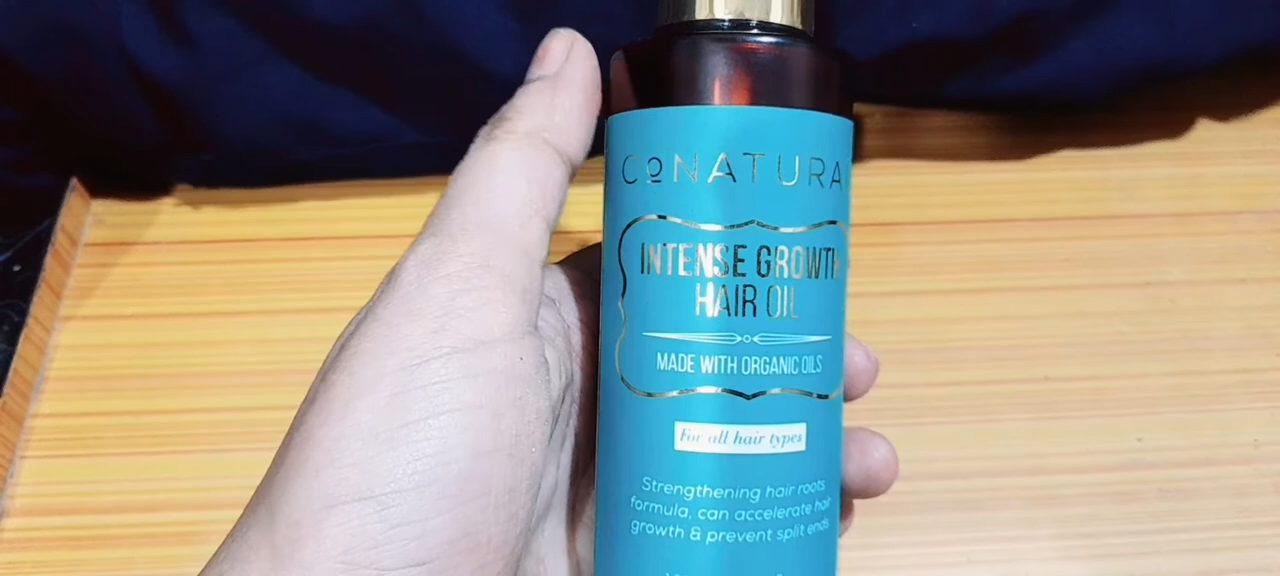 CoNATURA
INTENSE GROWTH
HAIR OIL
MADE WITH ORGANIC OILS
For all hair types
Strengthening hair roots
formula, can accelerate hair
growth & prevent split ends